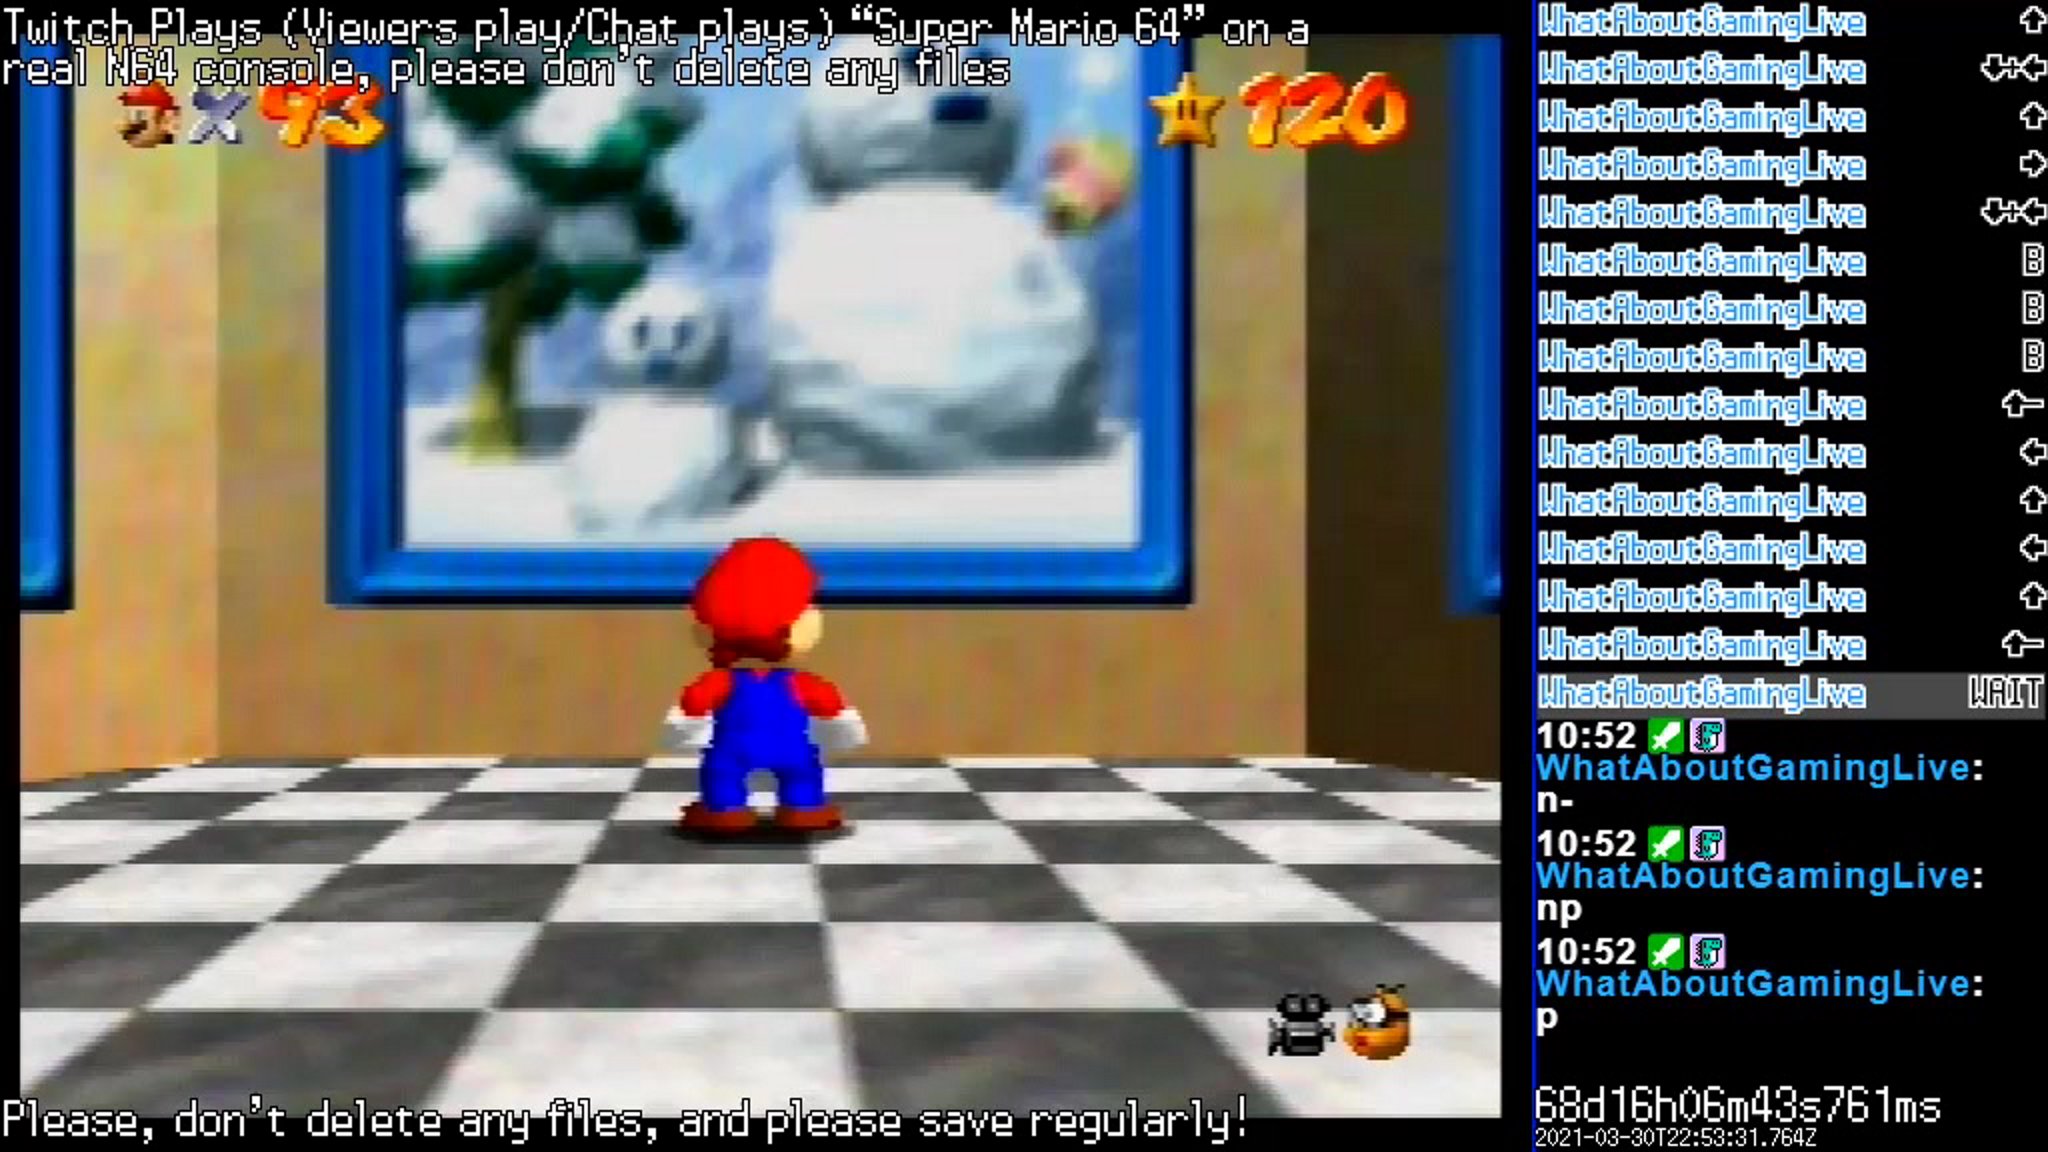 Twitch Plays (Viewers play/Chat plays) “Super Mario 64” on a
real N64 console, please don't delete any files
93
120
Please, don't delete any files, and please save regularly!
WhatAboutGamingLive
WhatAboutGamingLive
WhatAboutGamingLive
WhatAboutGamingLive
WhatAboutGamingLive
WhatAboutGamingLive B
WhatAboutGamingLive B
WhatAboutGamingLive B
WhatAboutGamingLive
WhatAboutGamingLive
WhatAboutGamingLive
WhatAboutGamingLive
WhatAboutGamingLive
WhatAboutGamingLive
WhatAboutGamingLive WAIT
10:52
WhatAboutGamingLive:
n-
10:52
WhatAboutGamingLive:
np
10:52
WhatAboutGamingLive:
p
68d16h06m43s761ms
2021-03-30T22:53:31.764Z